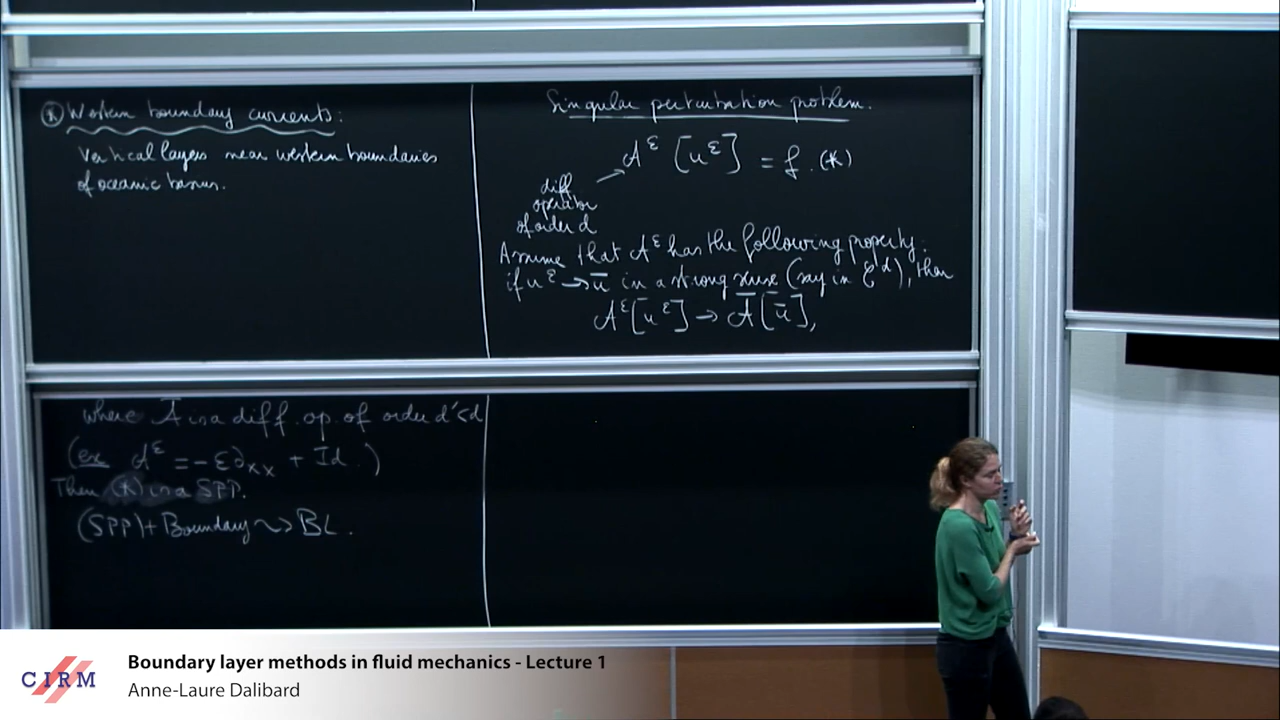 (*) Western boundary currents:
Vertical layers near western boundaries
of oceanic basins.
Singular perturbation problem.
𝒜^ε [u^ε] = f. (*)
diff
operator
of order d
Assume that 𝒜^ε has the following property:
if u^ε → ū in a strong sense (say in 𝒞^d), then
𝒜^ε[u^ε] → 𝒜̄[ū],
where 𝒜̄ is a diff. op. of order d'<d
(ex 𝒜^ε = -ε∂xx + Id.)
Then (*) is a SPP.
(SPP) + Boundary ⇝ BL.
CIRM
Boundary layer methods in fluid mechanics - Lecture 1
Anne-Laure Dalibard